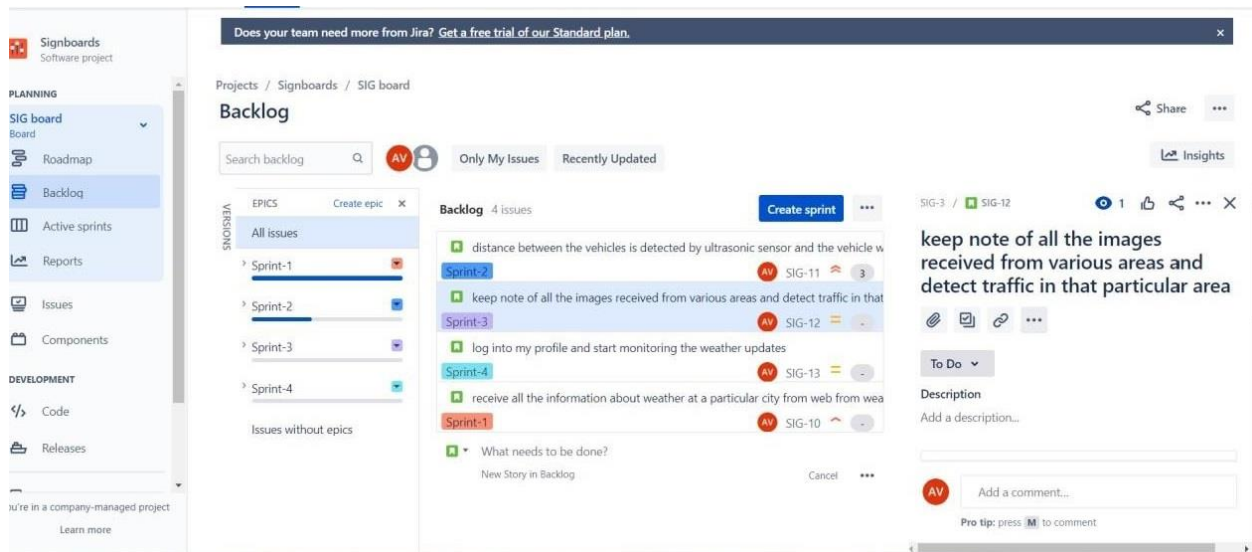 Does your team need more from Jira? Get a free trial of our Standard plan.
Signboards
Software project
PLANNING
SIG board
Board
Roadmap
Backlog
Active sprints
Reports
Issues
Components
DEVELOPMENT
Code
Releases
You're in a company-managed project
Learn more
Projects / Signboards / SIG board
Backlog
Share
Search backlog
AV
Only My Issues
Recently Updated
Insights
VERSIONS
EPICS
Create epic
All issues
Sprint-1
Sprint-2
Sprint-3
Sprint-4
Issues without epics
Backlog 4 issues
Create sprint
distance between the vehicles is detected by ultrasonic sensor and the vehicle w
Sprint-2
AV SIG-11 3
keep note of all the images received from various areas and detect traffic in that
Sprint-3
AV SIG-12 -
log into my profile and start monitoring the weather updates
Sprint-4
AV SIG-13 -
receive all the information about weather at a particular city from web from wea
Sprint-1
AV SIG-10 -
What needs to be done?
New Story in Backlog
Cancel
SIG-3 / SIG-12
1
keep note of all the images
received from various areas and
detect traffic in that particular area
To Do
Description
Add a description...
AV
Add a comment...
Pro tip: press M to comment